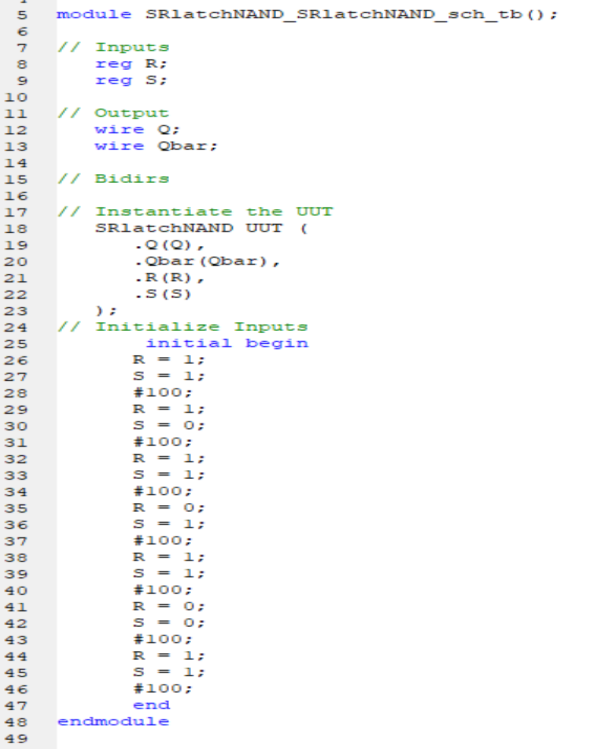 5 module SRlatchNAND_SRlatchNAND_sch_tb();
6
7 // Inputs
8 reg R;
9 reg S;
10
11 // Output
12 wire Q;
13 wire Qbar;
14
15 // Bidirs
16
17 // Instantiate the UUT
18 SRlatchNAND UUT (
19 .Q(Q),
20 .Qbar(Qbar),
21 .R(R),
22 .S(S)
23 );
24 // Initialize Inputs
25 initial begin
26 R = 1;
27 S = 1;
28 #100;
29 R = 1;
30 S = 0;
31 #100;
32 R = 1;
33 S = 1;
34 #100;
35 R = 0;
36 S = 1;
37 #100;
38 R = 1;
39 S = 1;
40 #100;
41 R = 0;
42 S = 0;
43 #100;
44 R = 1;
45 S = 1;
46 #100;
47 end
48 endmodule
49